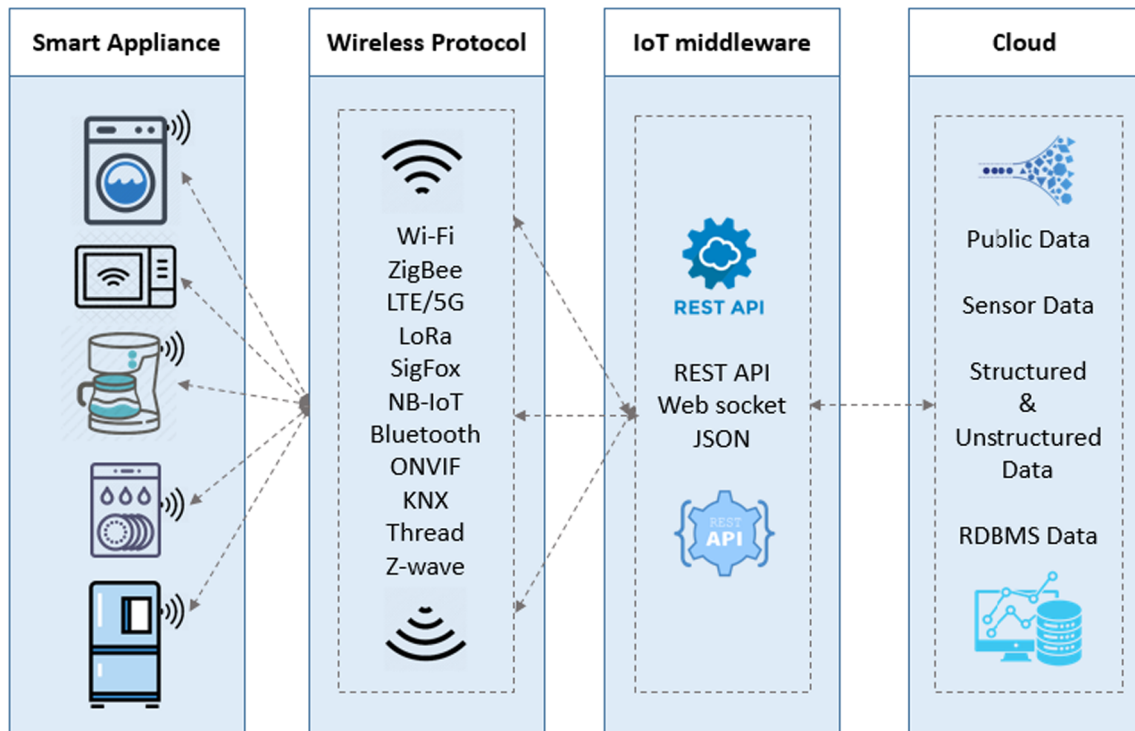 Smart Appliance
Wireless Protocol
IoT middleware
Cloud
Wi-Fi
ZigBee
LTE/5G
LoRa
SigFox
NB-IoT
Bluetooth
ONVIF
KNX
Thread
Z-wave
REST API
REST API
Web socket
JSON
REST
API
Public Data
Sensor Data
Structured
&
Unstructured
Data
RDBMS Data